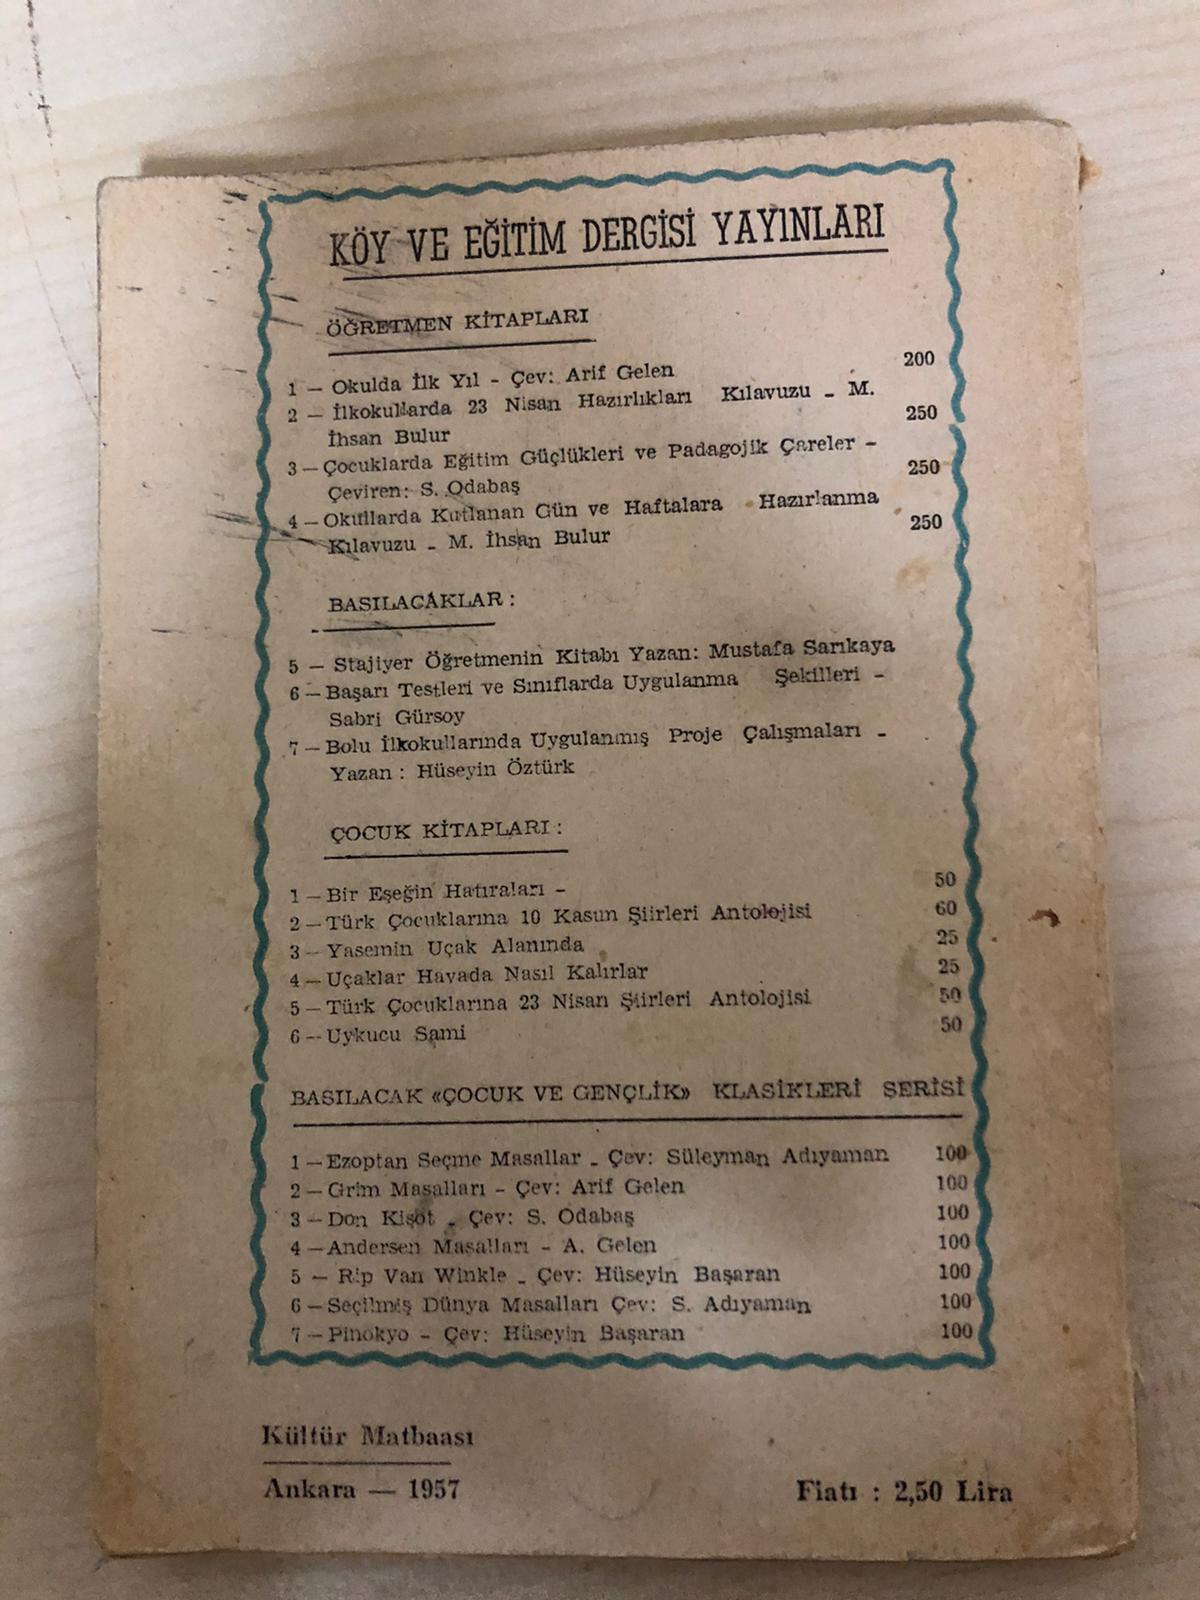 KÖY VE EĞİTİM DERGİSİ YAYINLARI
ÖĞRETMEN KİTAPLARI
1 — Okulda İlk Yıl - Çev: Arif Gelen 200
2 — İlkokullarda 23 Nisan Hazırlıkları Kılavuzu - M.
İhsan Bulur 250
3 — Çocuklarda Eğitim Güçlükleri ve Padagojik Çareler -
Çeviren: S. Odabaş 250
4 — Okullarda Kutlanan Gün ve Haftalara Hazırlanma
Kılavuzu - M. İhsan Bulur 250
BASILACAKLAR :
5 — Stajiyer Öğretmenin Kitabı Yazan: Mustafa Sarıkaya
6 — Başarı Testleri ve Sınıflarda Uygulanma Şekilleri -
Sabri Gürsoy
7 — Bolu İlkokullarında Uygulanmış Proje Çalışmaları -
Yazan : Hüseyin Öztürk
ÇOCUK KİTAPLARI :
1 — Bir Eşeğin Hatıraları - 50
2 — Türk Çocuklarına 10 Kasım Şiirleri Antolojisi 60
3 — Yasemin Uçak Alanında 25
4 — Uçaklar Havada Nasıl Kalırlar 25
5 — Türk Çocuklarına 23 Nisan Şiirleri Antolojisi 50
6 — Uykucu Sami 50
BASILACAK «ÇOCUK VE GENÇLİK» KLASİKLERİ SERİSİ
1 — Ezoptan Seçme Masallar - Çev: Süleyman Adıyaman 100
2 — Grim Masalları - Çev: Arif Gelen 100
3 — Don Kişot - Çev: S. Odabaş 100
4 — Andersen Masalları - A. Gelen 100
5 — Rip Van Winkle - Çev: Hüseyin Başaran 100
6 — Seçilmiş Dünya Masalları Çev: S. Adıyaman 100
7 — Pinokyo - Çev: Hüseyin Başaran 100
Kültür Matbaası
Ankara — 1957
Fiatı : 2,50 Lira